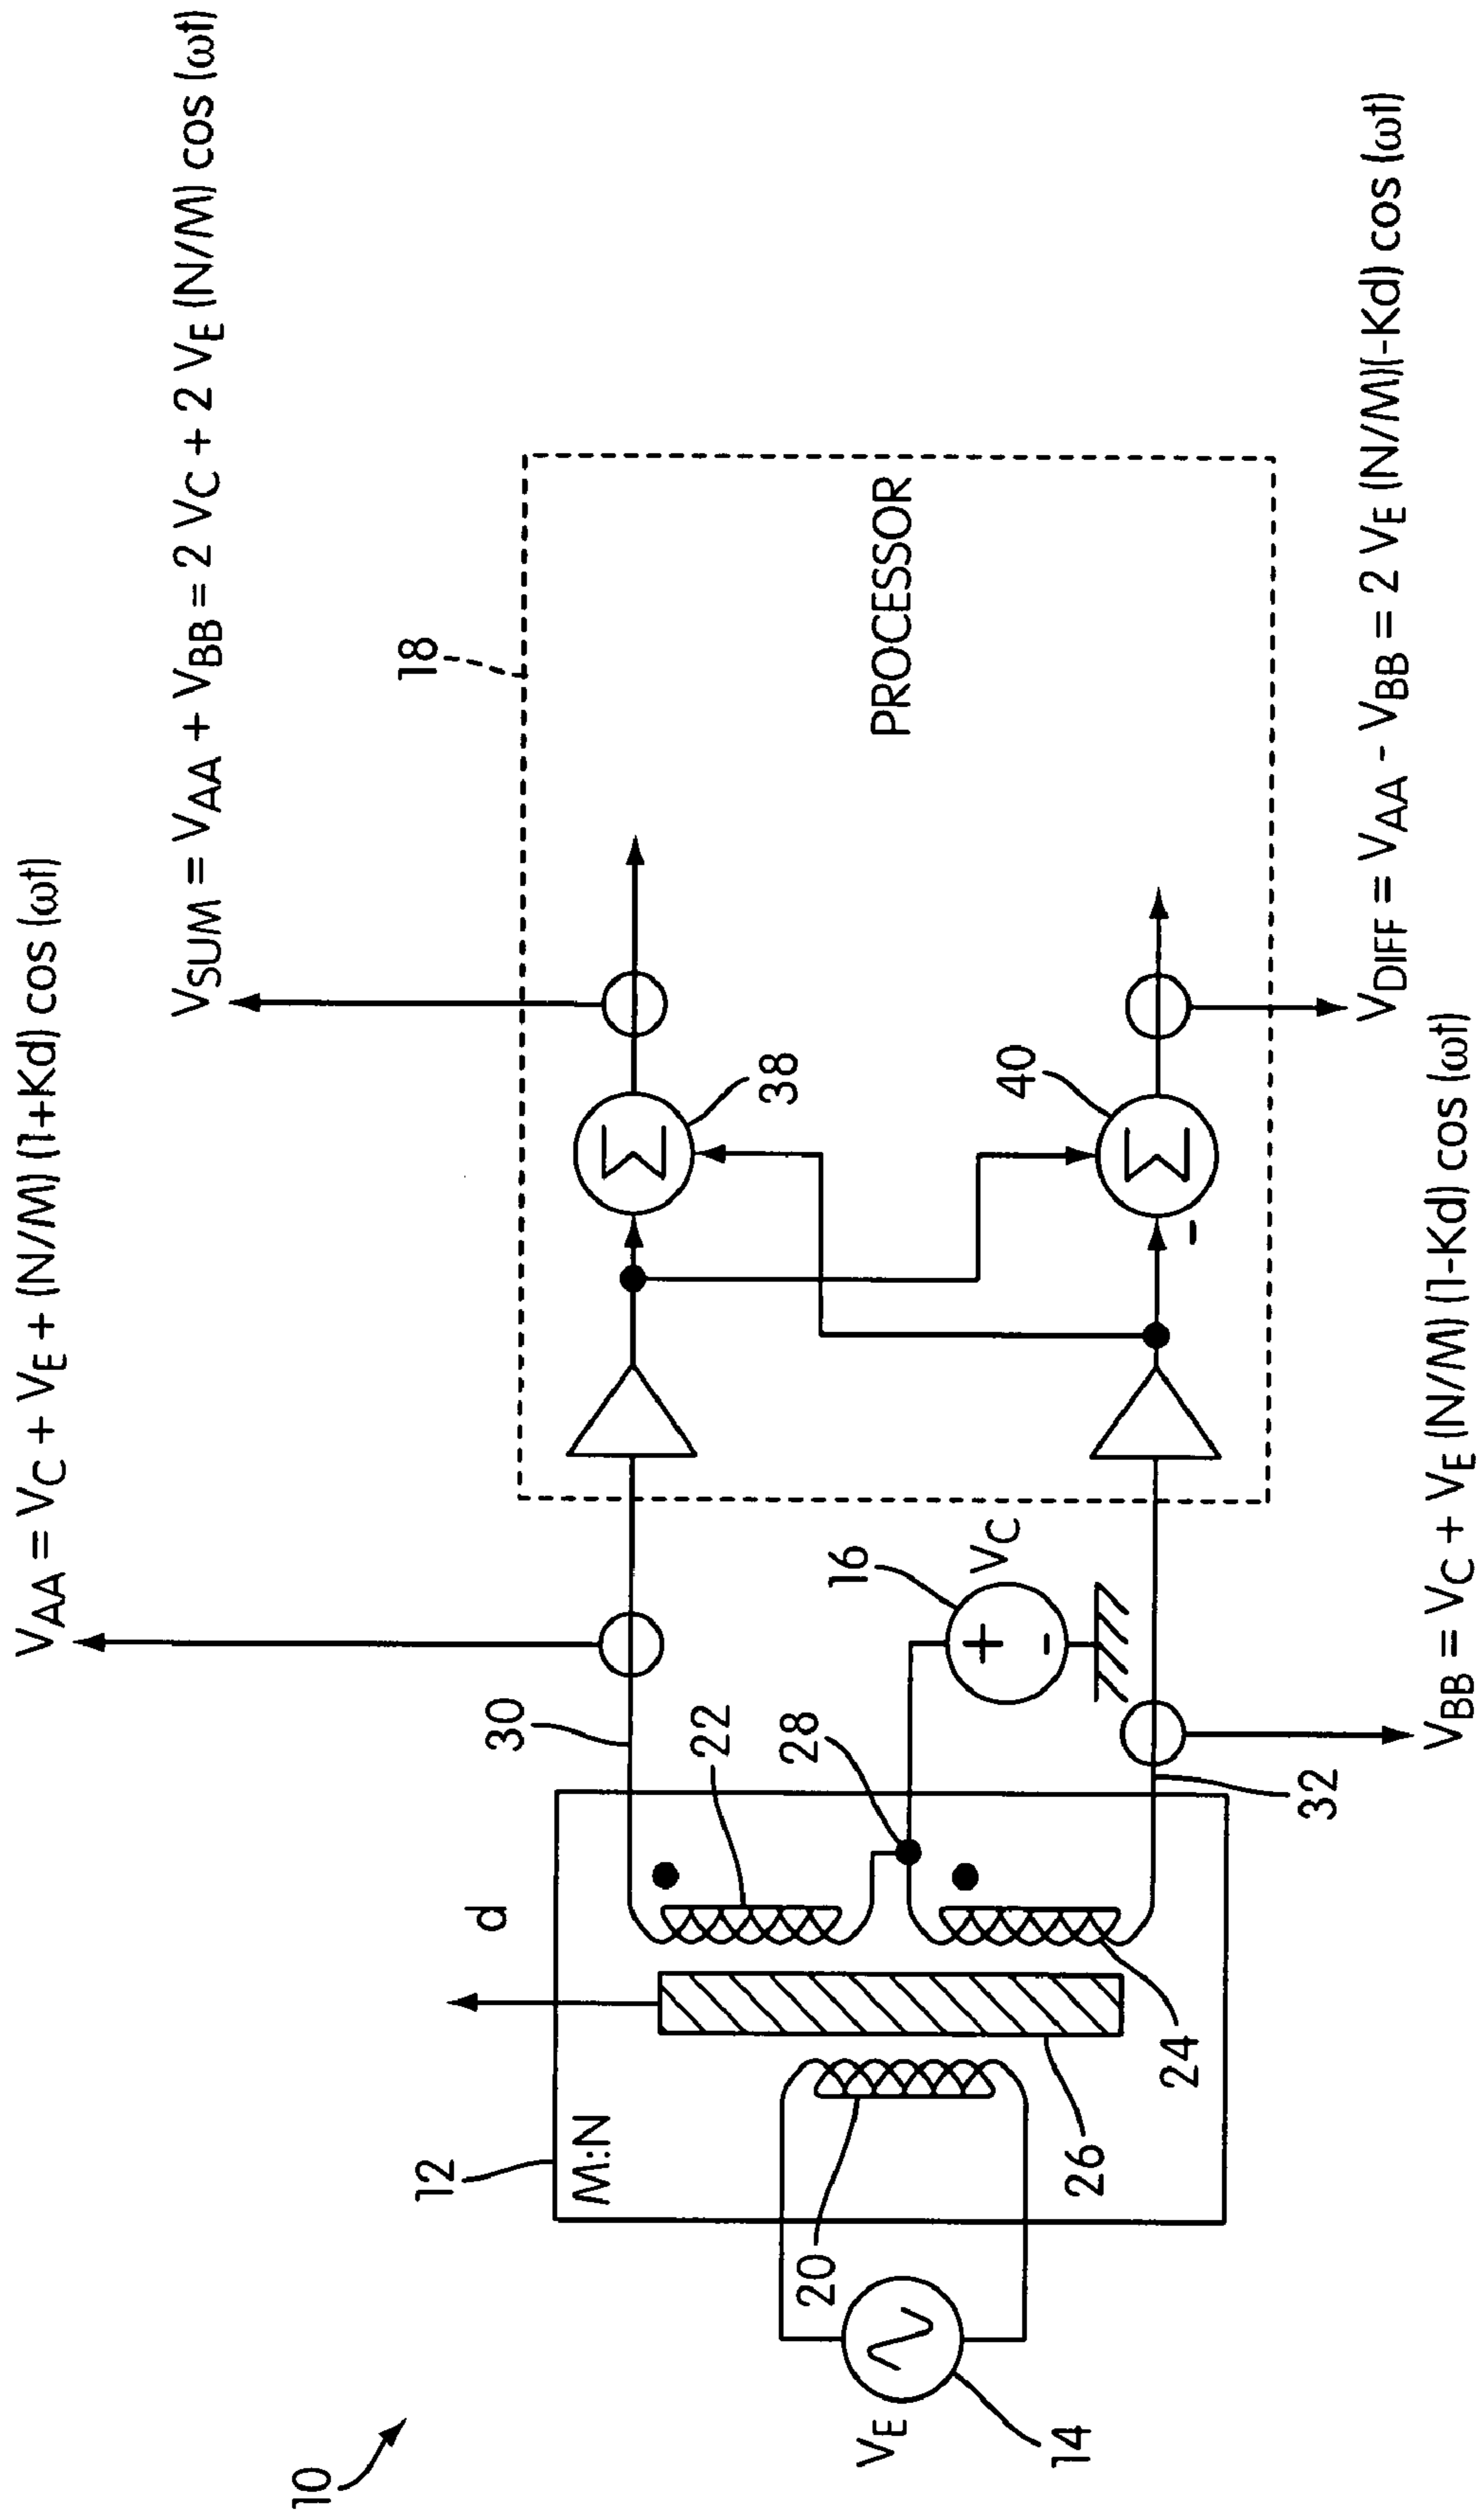 V_AA = V_C + V_E + (N/M) (1+Kd) cos (ωt)
V_SUM = V_AA + V_BB = 2 V_C + 2 V_E (N/M) cos (ωt)
10
12
M:N
d
30
18
22
20
28
16
V_C
38
PROCESSOR
V_E
14
26
24
32
40
-
+
-
Σ
Σ
V_BB = V_C + V_E (N/M) (1-Kd) cos (ωt)
V_DIFF = V_AA - V_BB = 2 V_E (N/M)(-Kd) cos (ωt)